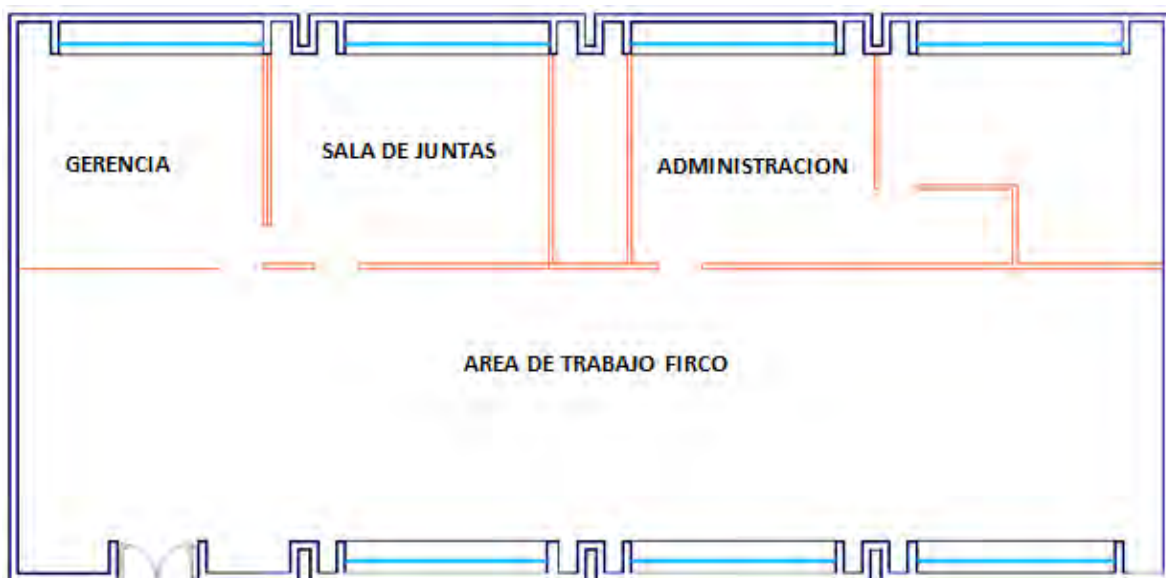 GERENCIA
SALA DE JUNTAS
ADMINISTRACION
AREA DE TRABAJO FIRCO